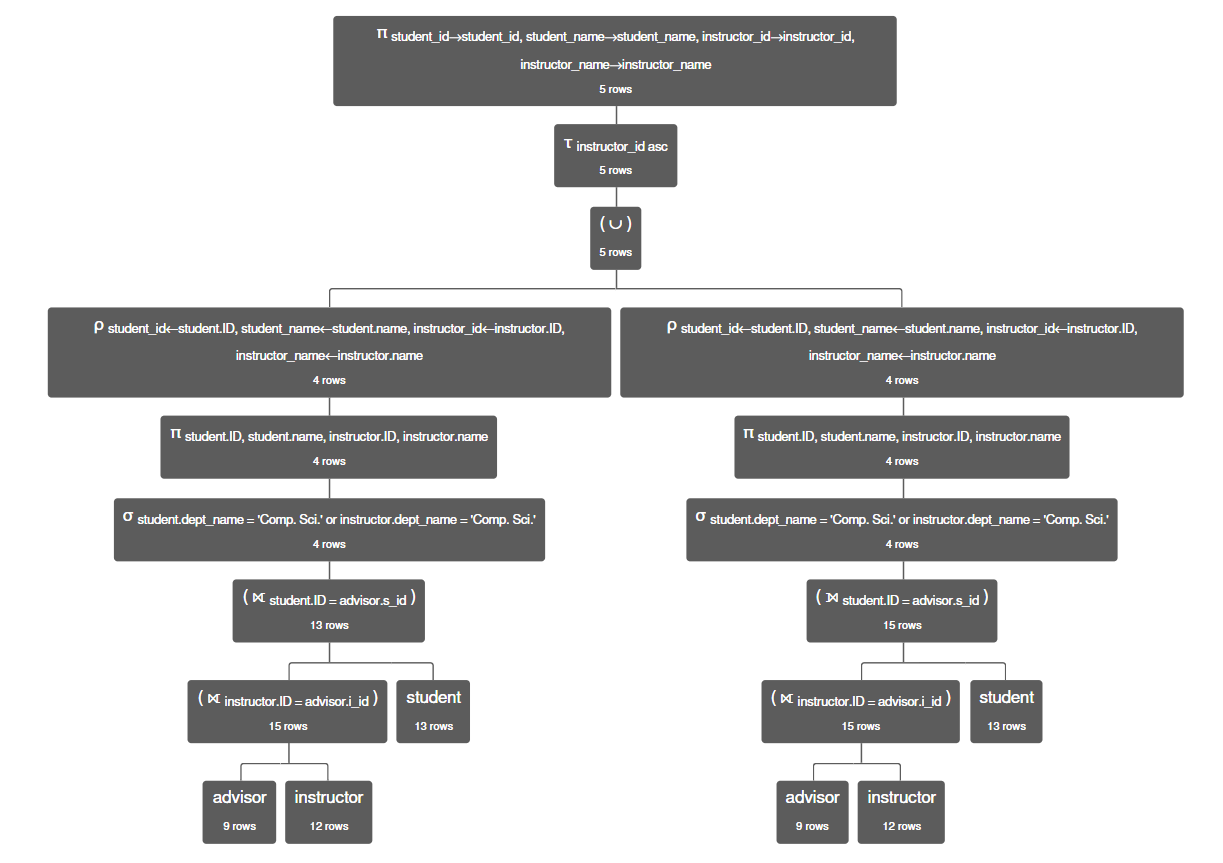 π student_id→student_id, student_name→student_name, instructor_id→instructor_id,
instructor_name→instructor_name
5 rows
τ instructor_id asc
5 rows
( ∪ )
5 rows
ρ student_id←student.ID, student_name←student.name, instructor_id←instructor.ID,
instructor_name←instructor.name
4 rows
ρ student_id←student.ID, student_name←student.name, instructor_id←instructor.ID,
instructor_name←instructor.name
4 rows
π student.ID, student.name, instructor.ID, instructor.name
4 rows
π student.ID, student.name, instructor.ID, instructor.name
4 rows
σ student.dept_name = 'Comp. Sci.' or instructor.dept_name = 'Comp. Sci.'
4 rows
σ student.dept_name = 'Comp. Sci.' or instructor.dept_name = 'Comp. Sci.'
4 rows
( ⟖ student.ID = advisor.s_id )
13 rows
( ⟕ student.ID = advisor.s_id )
15 rows
( ⟖ instructor.ID = advisor.i_id )
15 rows
student
13 rows
( ⟖ instructor.ID = advisor.i_id )
15 rows
student
13 rows
advisor
9 rows
instructor
12 rows
advisor
9 rows
instructor
12 rows